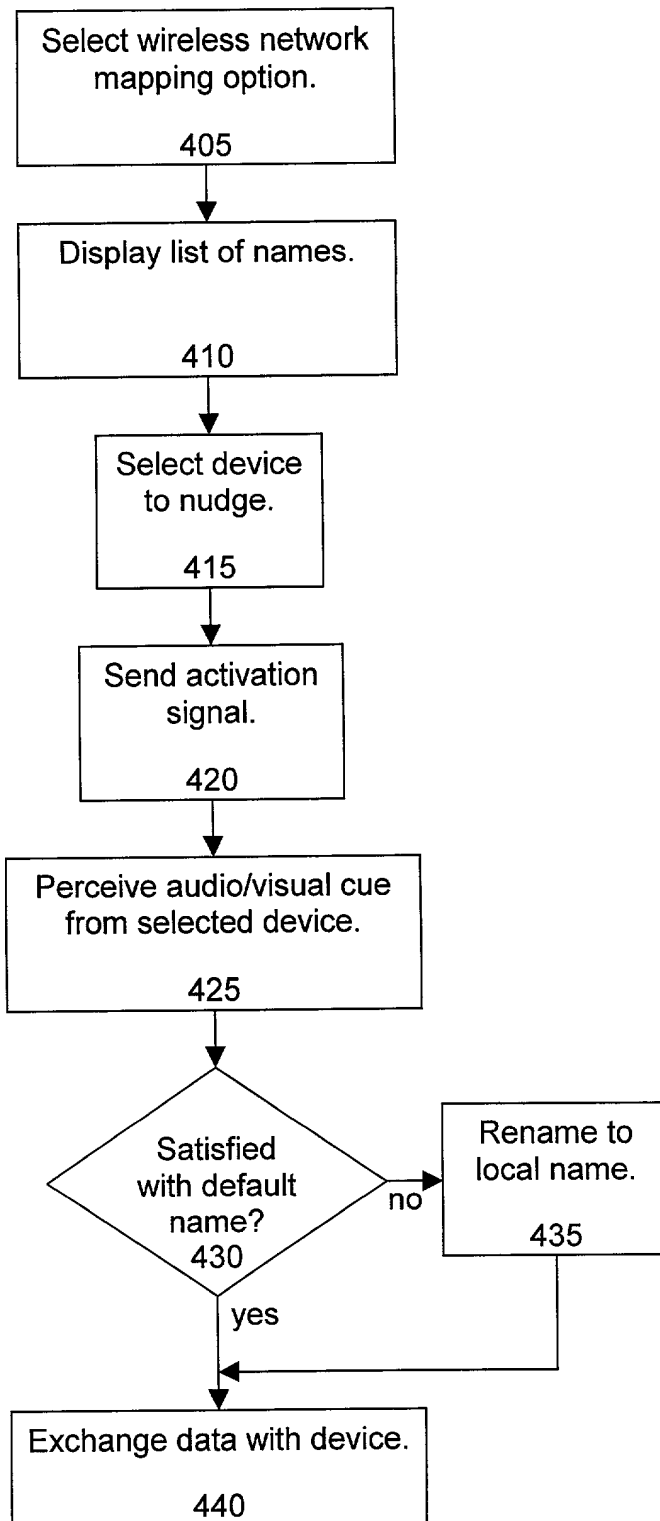 Select wireless network
mapping option.
405
Display list of names.
410
Select device
to nudge.
415
Send activation
signal.
420
Perceive audio/visual cue
from selected device.
425
Satisfied
with default
name?
430
no
Rename to
local name.
435
yes
Exchange data with device.
440